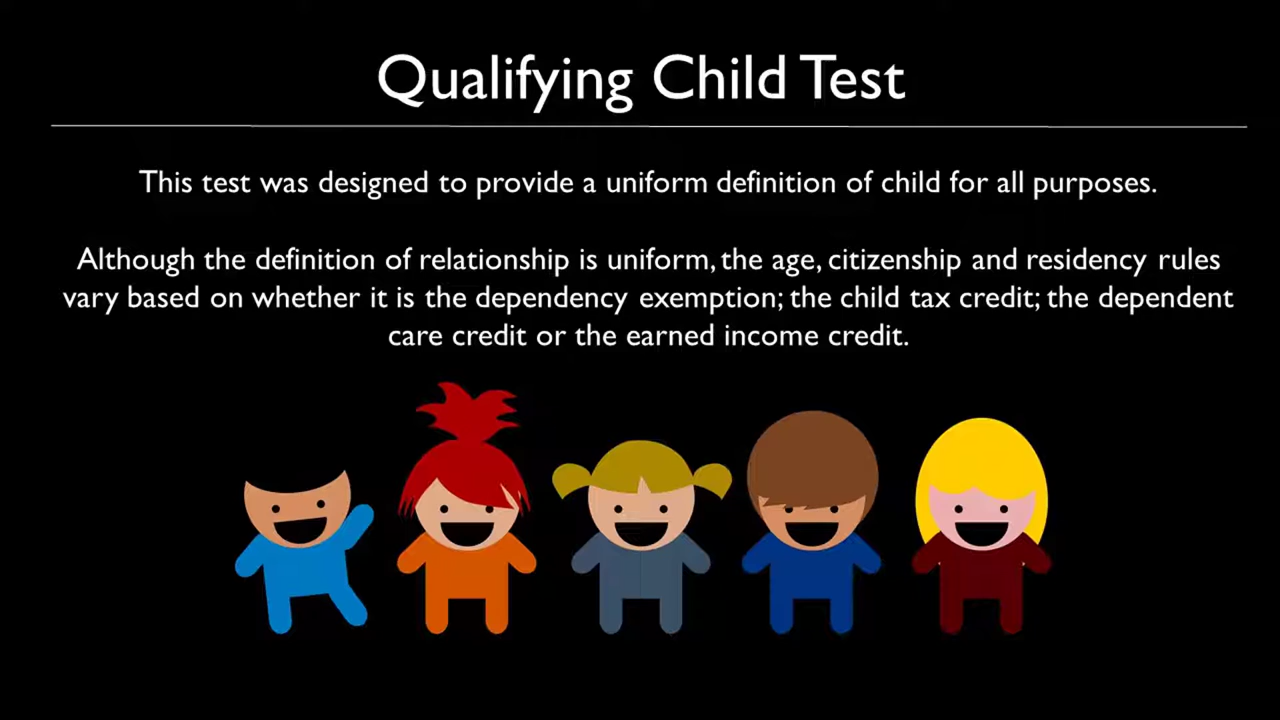 Qualifying Child Test
This test was designed to provide a uniform definition of child for all purposes.
Although the definition of relationship is uniform, the age, citizenship and residency rules
vary based on whether it is the dependency exemption; the child tax credit; the dependent
care credit or the earned income credit.